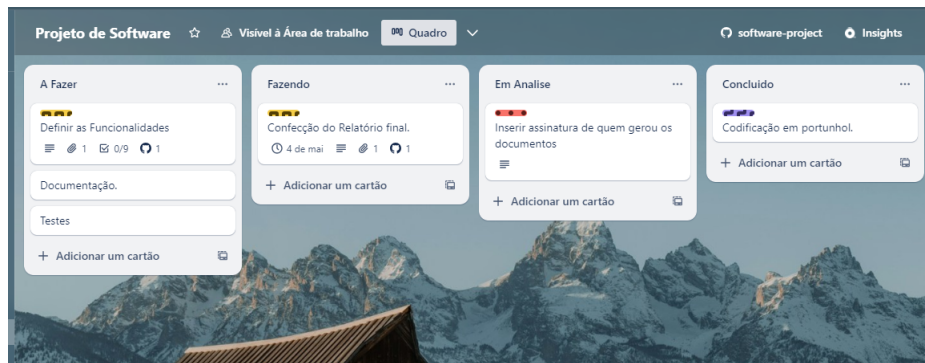 Projeto de Software
Visível à Área de trabalho
Quadro
software-project
Insights
A Fazer
Definir as Funcionalidades
1
0/9
1
Documentação.
Testes
Adicionar um cartão
Fazendo
Confecção do Relatório final.
4 de mai
1
1
Adicionar um cartão
Em Analise
Inserir assinatura de quem gerou os
documentos
Adicionar um cartão
Concluido
Codificação em portunhol.
Adicionar um cartão